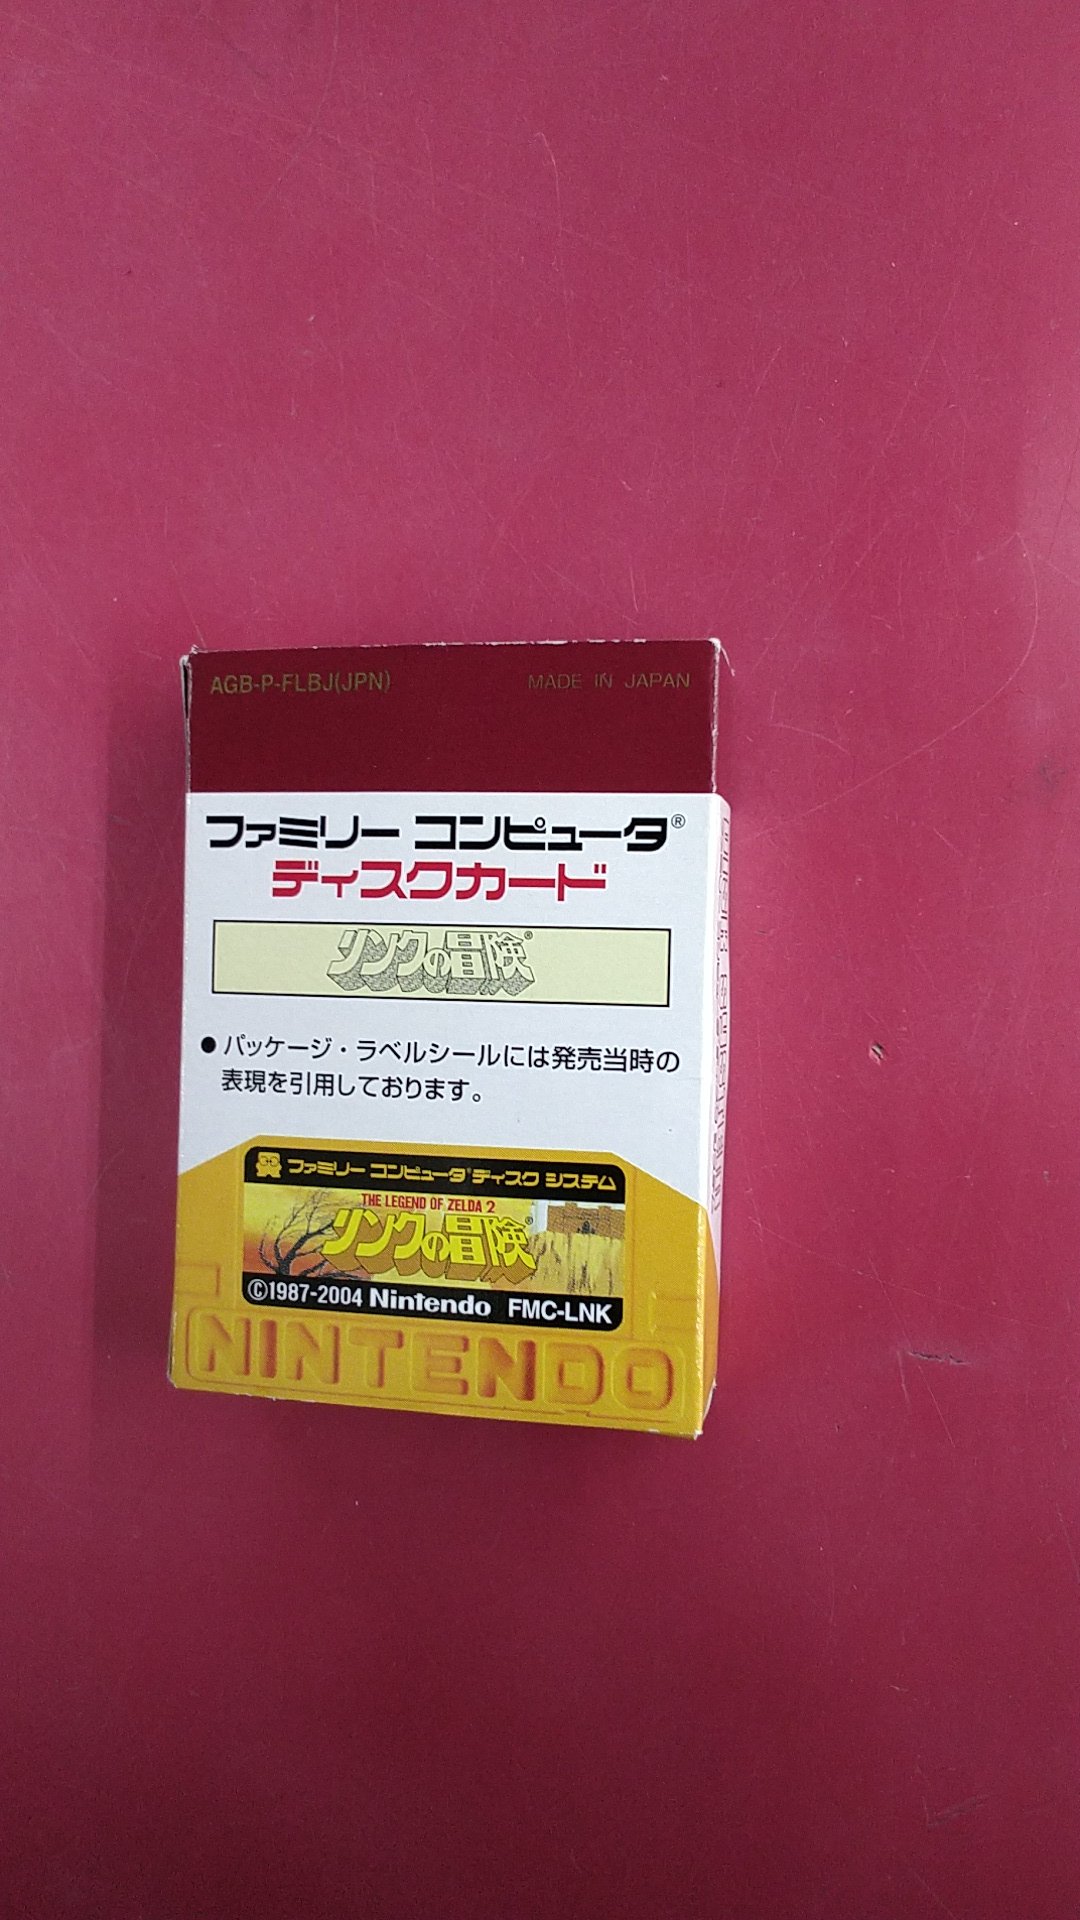 AGB-P-FLBJ(JPN) MADE IN JAPAN
ファミリー コンピュータ®
ディスクカード
リンクの冒険®
● パッケージ・ラベルシールには発売当時の
表現を引用しております。
ファミリー コンピュータ®ディスク システム
THE LEGEND OF ZELDA 2
リンクの冒険®
©1987-2004 Nintendo FMC-LNK
NINTENDO